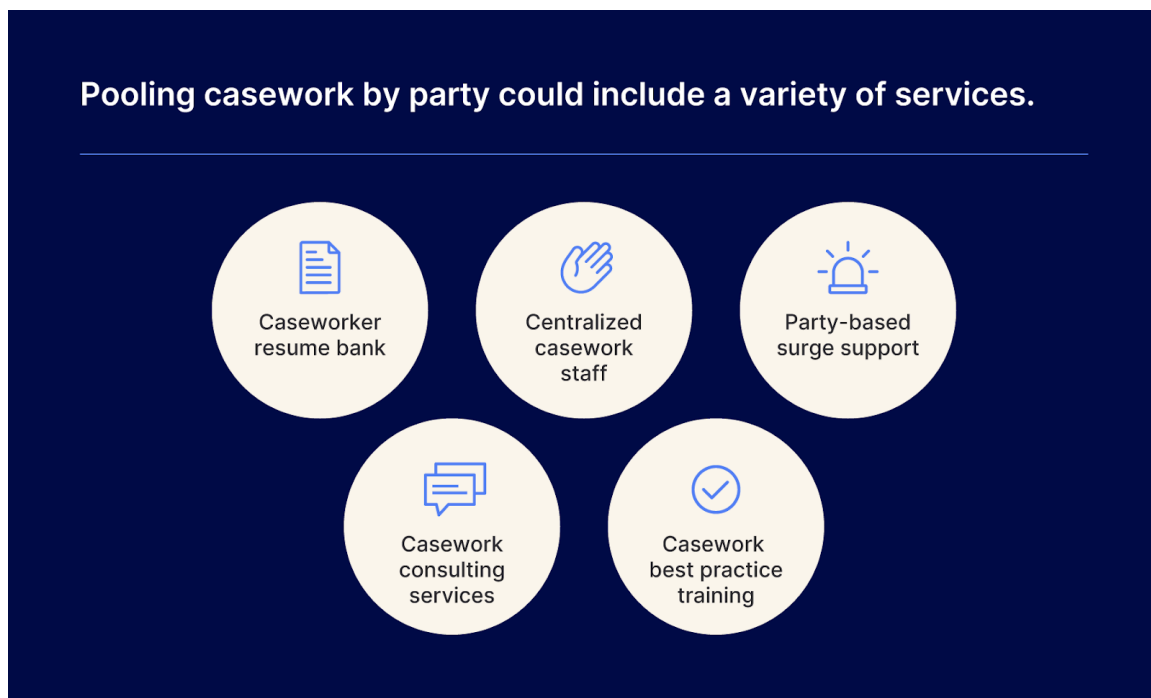 Pooling casework by party could include a variety of services.
Caseworker
resume bank
Centralized
casework
staff
Party-based
surge support
Casework
consulting
services
Casework
best practice
training